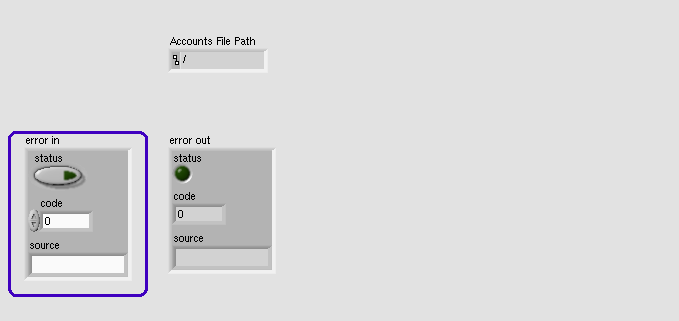 Accounts File Path
/
error in
status
code
0
source
error out
status
code
0
source